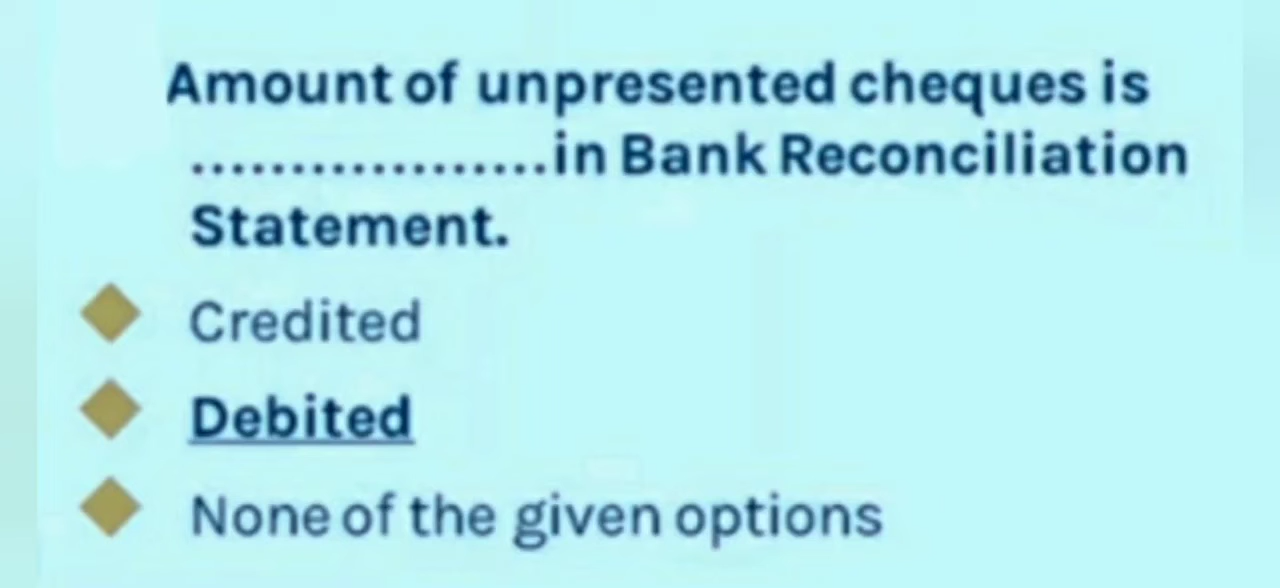 Amount of unpresented cheques is
..................in Bank Reconciliation
Statement.
Credited
Debited
None of the given options